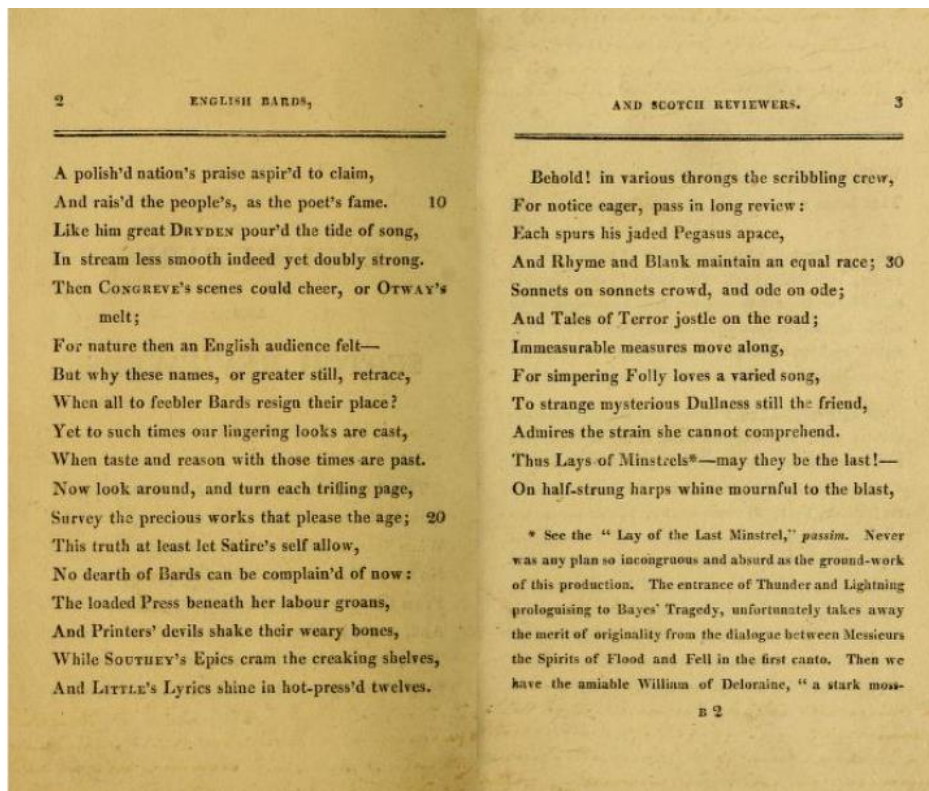 2
ENGLISH BARDS,
A polish'd nation's praise aspir'd to claim,
And rais'd the people's, as the poet's fame. 10
Like him great DRYDEN pour'd the tide of song,
In stream less smooth indeed yet doubly strong.
Then CONGREVE's scenes could cheer, or OTWAY's
melt;
For nature then an English audience felt—
But why these names, or greater still, retrace,
When all to feebler Bards resign their place?
Yet to such times our lingering looks are cast,
When taste and reason with those times are past.
Now look around, and turn each trifling page,
Survey the precious works that please the age; 20
This truth at least let Satire's self allow,
No dearth of Bards can be complain'd of now:
The loaded Press beneath her labour groans,
And Printers' devils shake their weary bones,
While SOUTHEY's Epics cram the creaking shelves,
And LITTLE's Lyrics shine in hot-press'd twelves.
AND SCOTCH REVIEWERS. 3
Behold! in various throngs the scribbling crew,
For notice eager, pass in long review:
Each spurs his jaded Pegasus apace,
And Rhyme and Blank maintain an equal race; 30
Sonnets on sonnets crowd, and ode on ode;
And Tales of Terror jostle on the road;
Immeasurable measures move along,
For simpering Folly loves a varied song,
To strange mysterious Dullness still the friend,
Admires the strain she cannot comprehend.
Thus Lays of Minstrels*—may they be the last!—
On half-strung harps whine mournful to the blast,
* See the "Lay of the Last Minstrel," passim. Never
was any plan so incongruous and absurd as the ground-work
of this production. The entrance of Thunder and Lightning
prologuising to Bayes' Tragedy, unfortunately takes away
the merit of originality from the dialogue between Messieurs
the Spirits of Flood and Fell in the first canto. Then we
have the amiable William of Deloraine, "a stark moss-
B 2